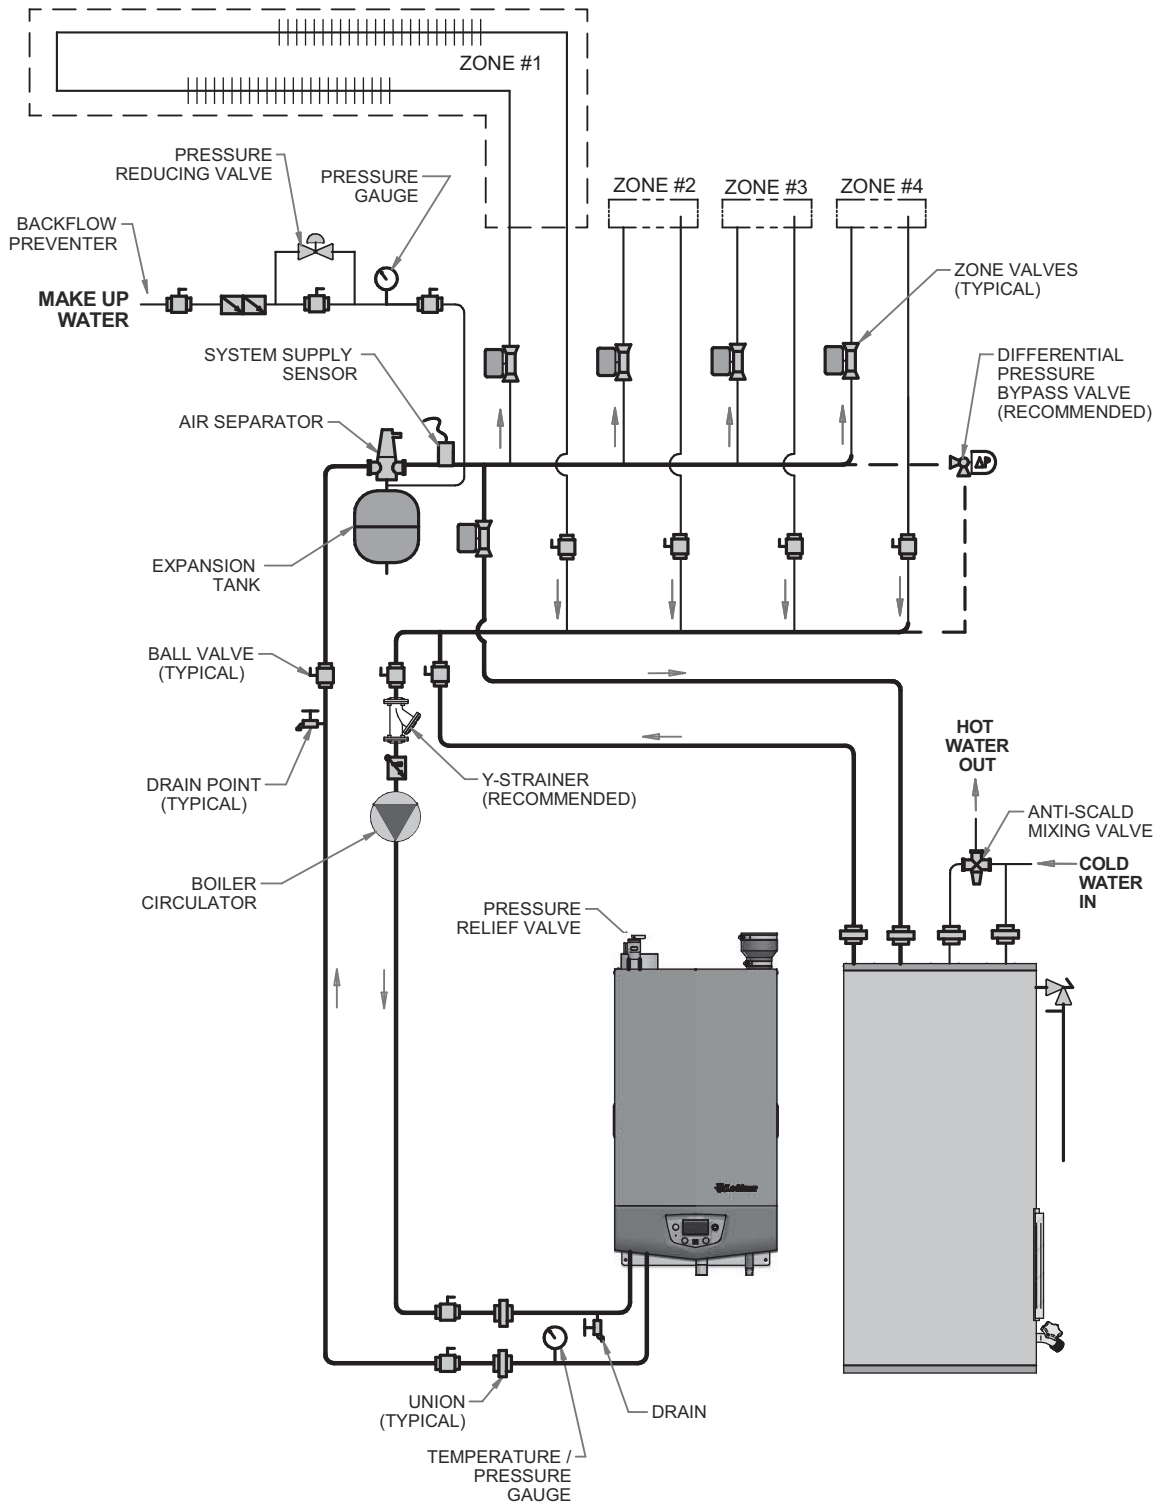 ZONE #1
PRESSURE
REDUCING VALVE
PRESSURE
GAUGE
ZONE #2
ZONE #3
ZONE #4
BACKFLOW
PREVENTER
MAKE UP
WATER
ZONE VALVES
(TYPICAL)
SYSTEM SUPPLY
SENSOR
DIFFERENTIAL
PRESSURE
BYPASS VALVE
(RECOMMENDED)
AIR SEPARATOR
ΔP
EXPANSION
TANK
BALL VALVE
(TYPICAL)
DRAIN POINT
(TYPICAL)
Y-STRAINER
(RECOMMENDED)
HOT
WATER
OUT
ANTI-SCALD
MIXING VALVE
COLD
WATER
IN
BOILER
CIRCULATOR
PRESSURE
RELIEF VALVE
Lochinvar
UNION
(TYPICAL)
DRAIN
TEMPERATURE /
PRESSURE
GAUGE